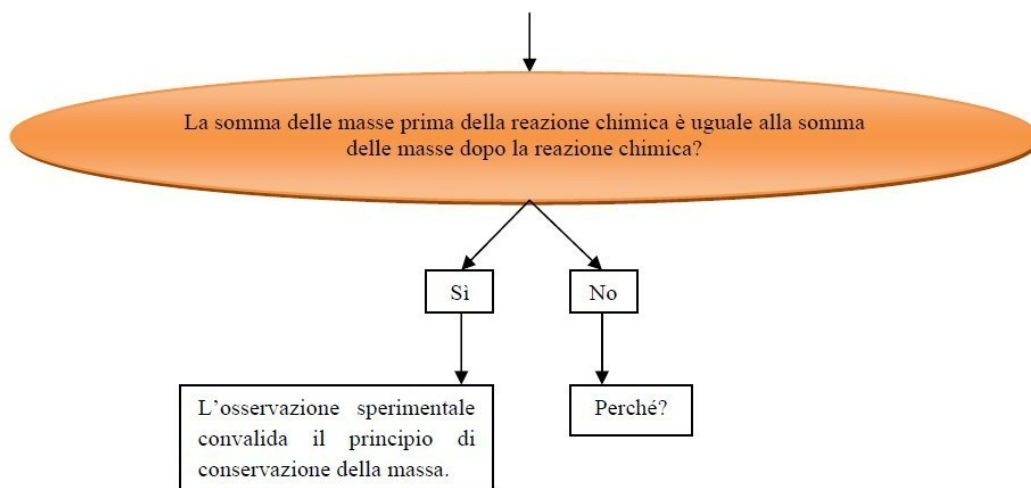 La somma delle masse prima della reazione chimica è uguale alla somma
delle masse dopo la reazione chimica?
Sì
No
L'osservazione sperimentale
convalida il principio di
conservazione della massa.
Perché?